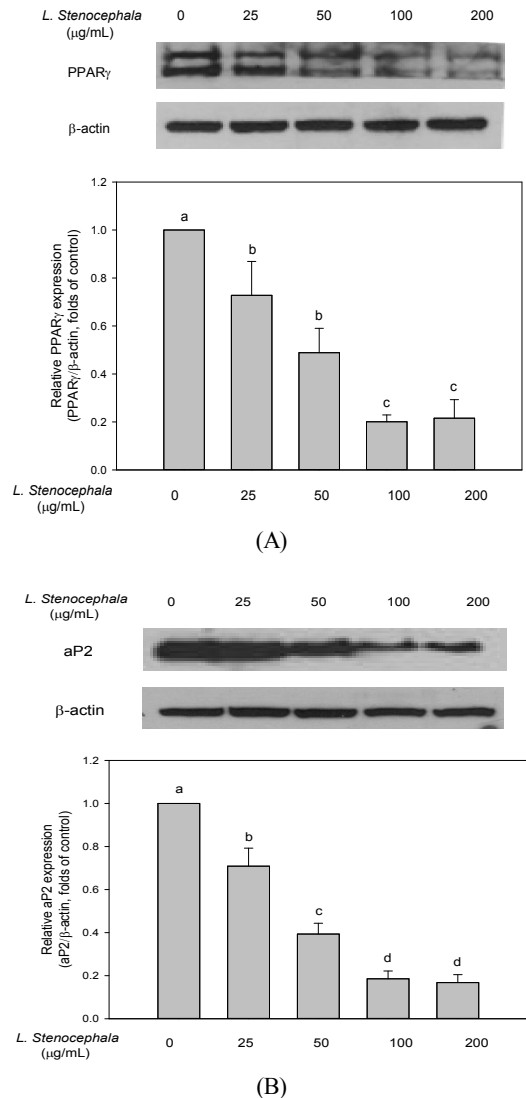 L. Stenocephala 0 25 50 100 200
(μg/mL)
PPARγ
β-actin
1.2
1.0
0.8
0.6
0.4
0.2
0.0
Relative PPARγ expression
(PPARγ/β-actin, folds of control)
a
b
b
c
c
L. Stenocephala 0 25 50 100 200
(μg/mL)
(A)
L. Stenocephala 0 25 50 100 200
(μg/mL)
aP2
β-actin
1.2
1.0
0.8
0.6
0.4
0.2
0.0
Relative aP2 expression
(aP2/β-actin, folds of control)
a
b
c
d
d
L. Stenocephala 0 25 50 100 200
(μg/mL)
(B)